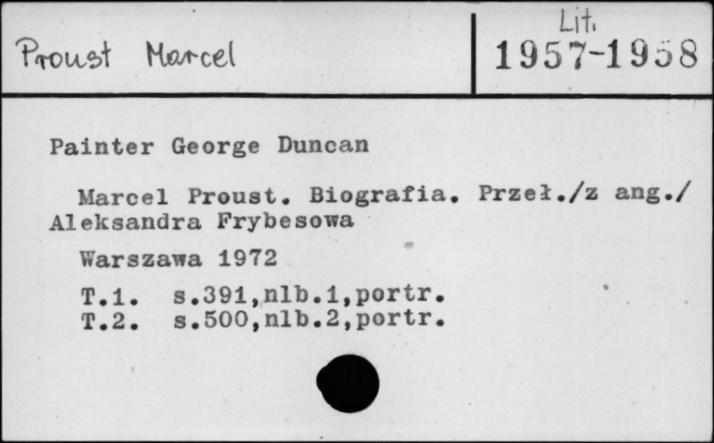 Proust Marcel
Lit.
1957-1958
Painter George Duncan
Marcel Proust. Biografia. Przeł./z ang./
Aleksandra Frybesowa
Warszawa 1972
T.1. s.391,nlb.1,portr.
T.2. s.500,nlb.2,portr.